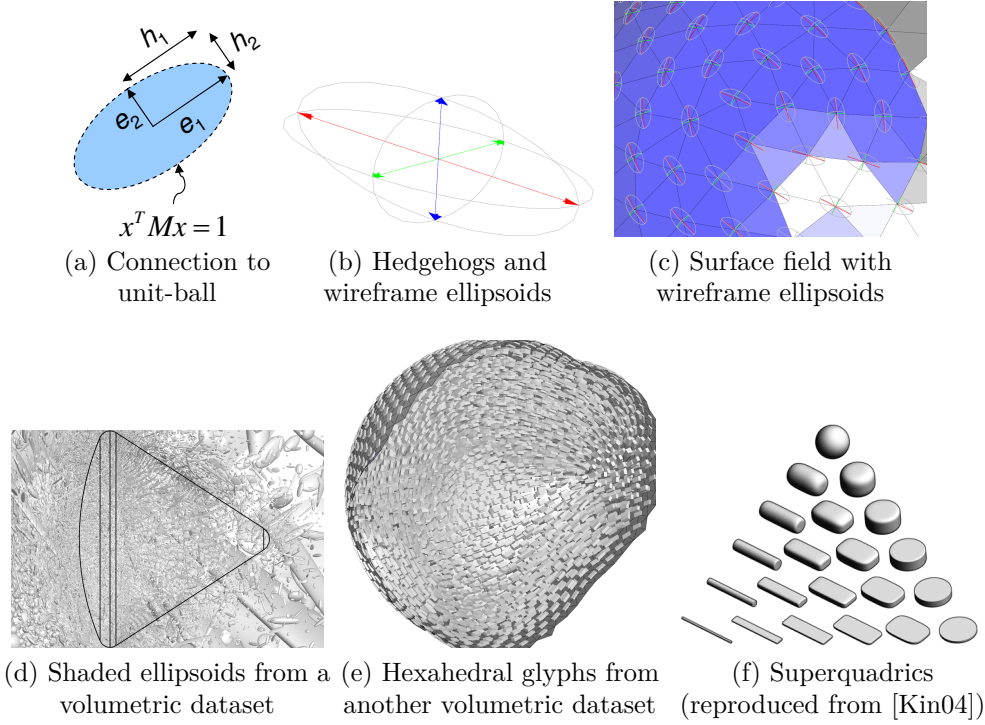 h₁
h₂
e₂
e₁
xᵀMx = 1
(a) Connection to
unit-ball
(b) Hedgehogs and
wireframe ellipsoids
(c) Surface field with
wireframe ellipsoids
(d) Shaded ellipsoids from a
volumetric dataset
(e) Hexahedral glyphs from
another volumetric dataset
(f) Superquadrics
(reproduced from [Kin04])